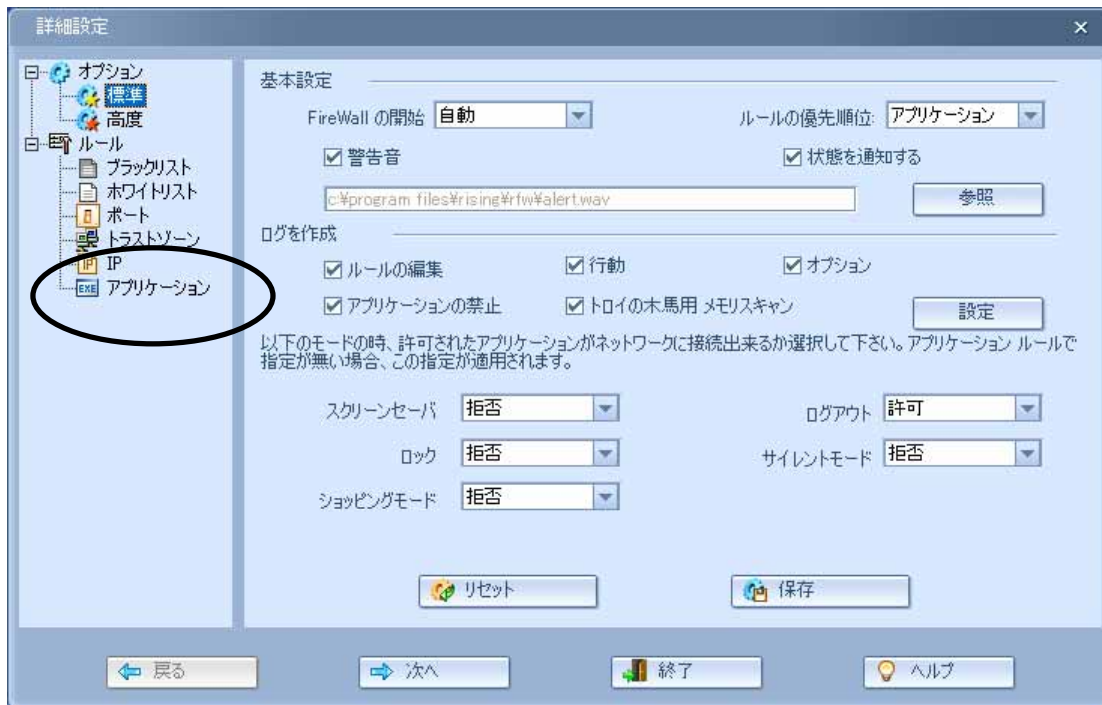 詳細設定
オプション
標準
高度
ルール
ブラックリスト
ホワイトリスト
ポート
トラストゾーン
IP
EXE アプリケーション
基本設定
FireWall の開始 自動 ルールの優先順位: アプリケーション
警告音 状態を通知する
c:¥program files¥rising¥rfw¥alert.wav 参照
ログを作成
ルールの編集 行動 オプション
アプリケーションの禁止 トロイの木馬用 メモリスキャン 設定
以下のモードの時、許可されたアプリケーションがネットワークに接続出来るか選択して下さい。アプリケーション ルールで
指定が無い場合、この指定が適用されます。
スクリーンセーバ 拒否 ログアウト 許可
ロック 拒否 サイレントモード 拒否
ショッピングモード 拒否
リセット 保存
戻る 次へ 終了 ヘルプ